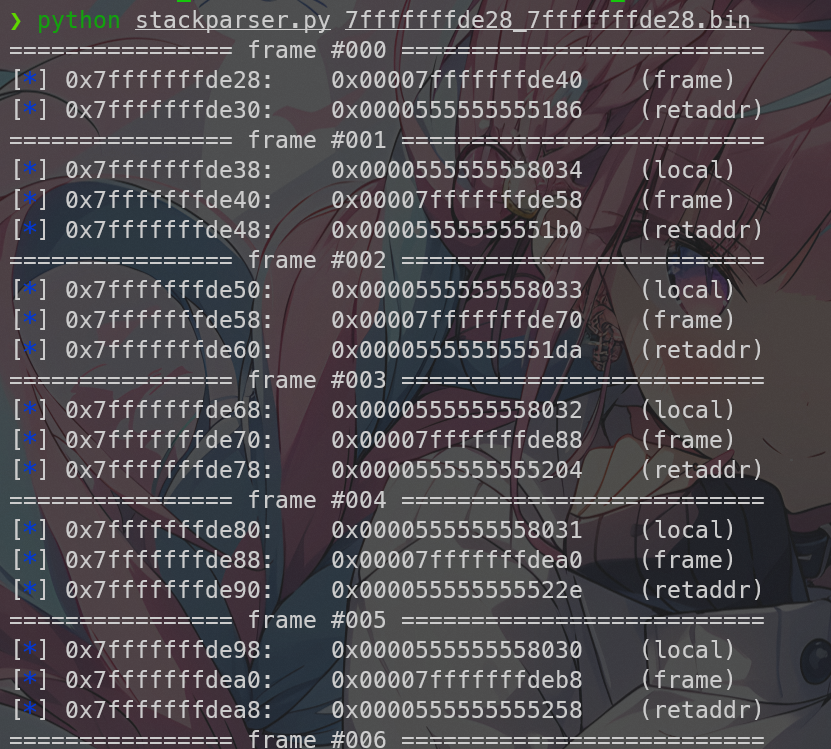 ❯ python stackparser.py 7fffffffde28_7fffffffde28.bin
================ frame #000 =========================
[*] 0x7fffffffde28:    0x00007fffffffde40    (frame)
[*] 0x7fffffffde30:    0x0000555555555186    (retaddr)
================ frame #001 =========================
[*] 0x7fffffffde38:    0x0000555555558034    (local)
[*] 0x7fffffffde40:    0x00007fffffffde58    (frame)
[*] 0x7fffffffde48:    0x00005555555551b0    (retaddr)
================ frame #002 =========================
[*] 0x7fffffffde50:    0x0000555555558033    (local)
[*] 0x7fffffffde58:    0x00007fffffffde70    (frame)
[*] 0x7fffffffde60:    0x00005555555551da    (retaddr)
================ frame #003 =========================
[*] 0x7fffffffde68:    0x0000555555558032    (local)
[*] 0x7fffffffde70:    0x00007fffffffde88    (frame)
[*] 0x7fffffffde78:    0x0000555555555204    (retaddr)
================ frame #004 =========================
[*] 0x7fffffffde80:    0x0000555555558031    (local)
[*] 0x7fffffffde88:    0x00007fffffffdea0    (frame)
[*] 0x7fffffffde90:    0x000055555555522e    (retaddr)
================ frame #005 =========================
[*] 0x7fffffffde98:    0x0000555555558030    (local)
[*] 0x7fffffffdea0:    0x00007fffffffdeb8    (frame)
[*] 0x7fffffffdea8:    0x0000555555555258    (retaddr)
================ frame #006 =========================